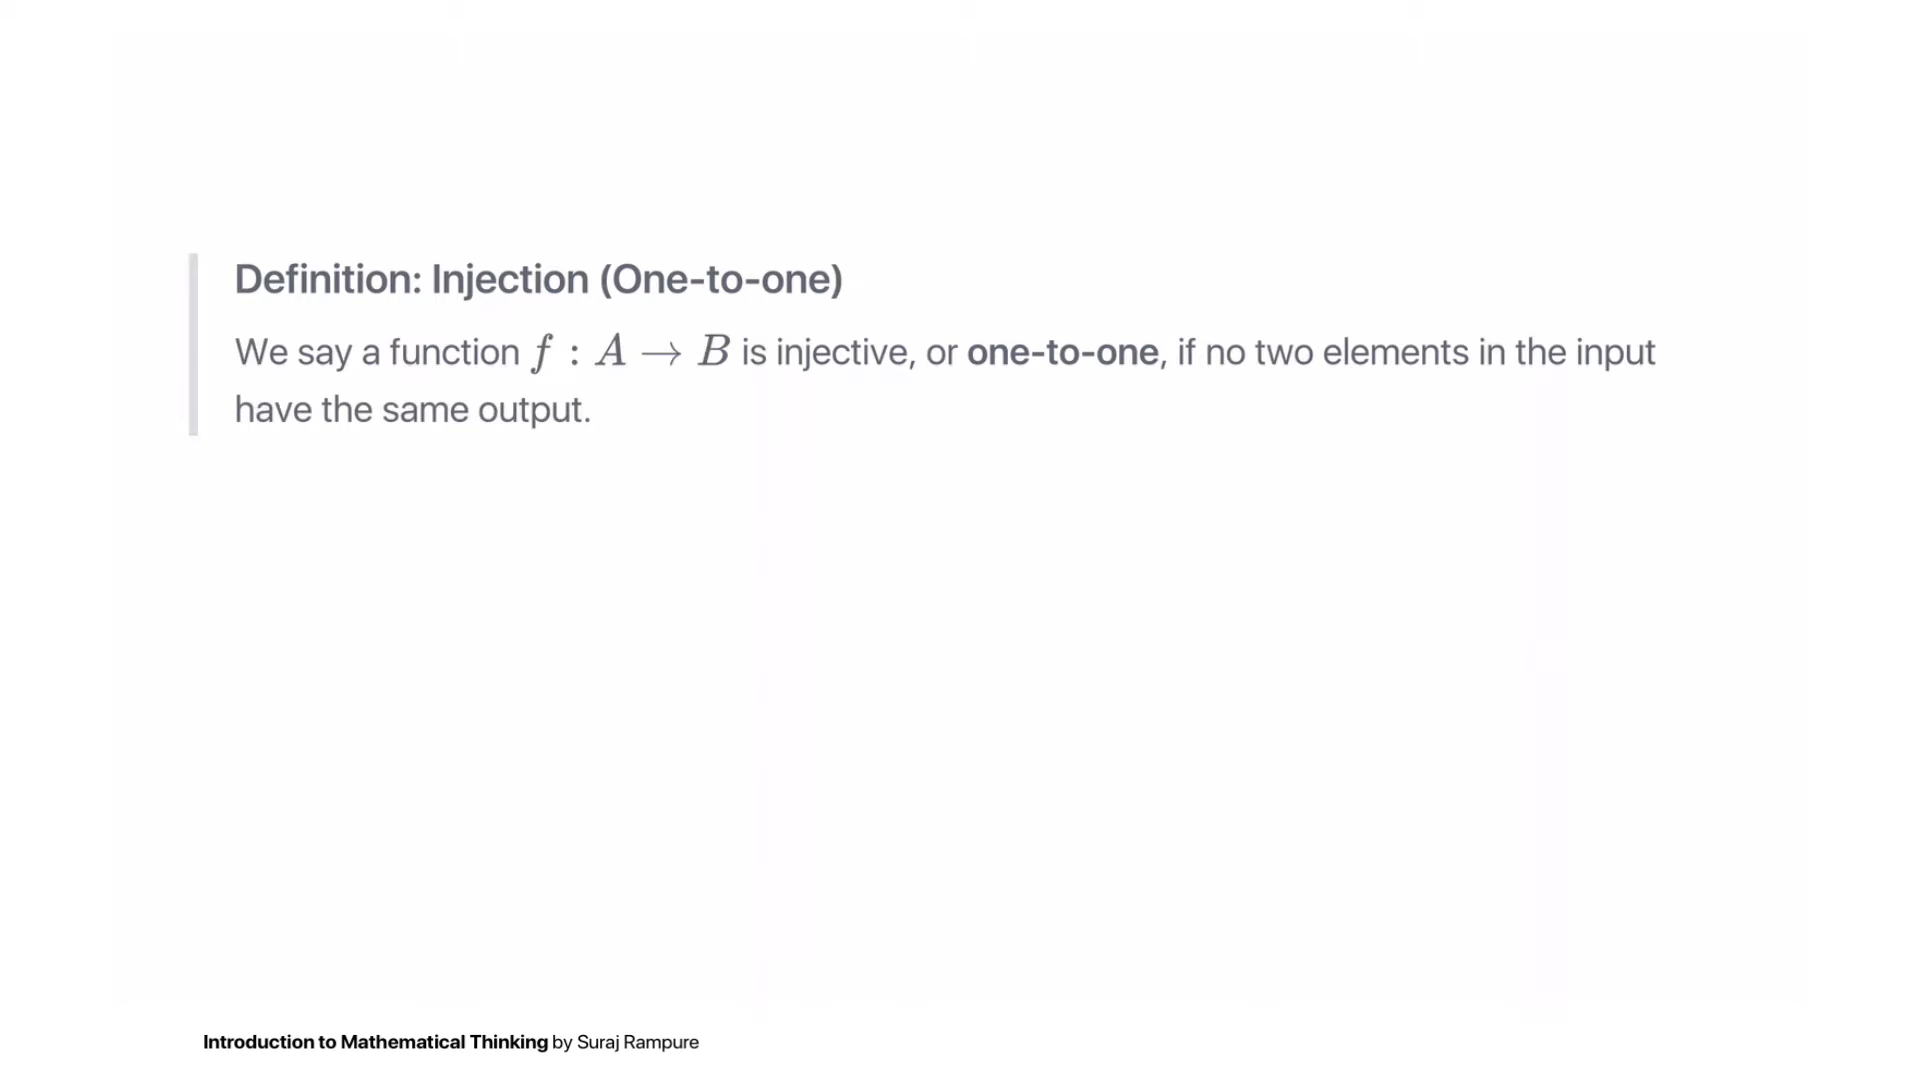 Definition: Injection (One-to-one)
We say a function f : A → B is injective, or one-to-one, if no two elements in the input
have the same output.
Introduction to Mathematical Thinking by Suraj Rampure